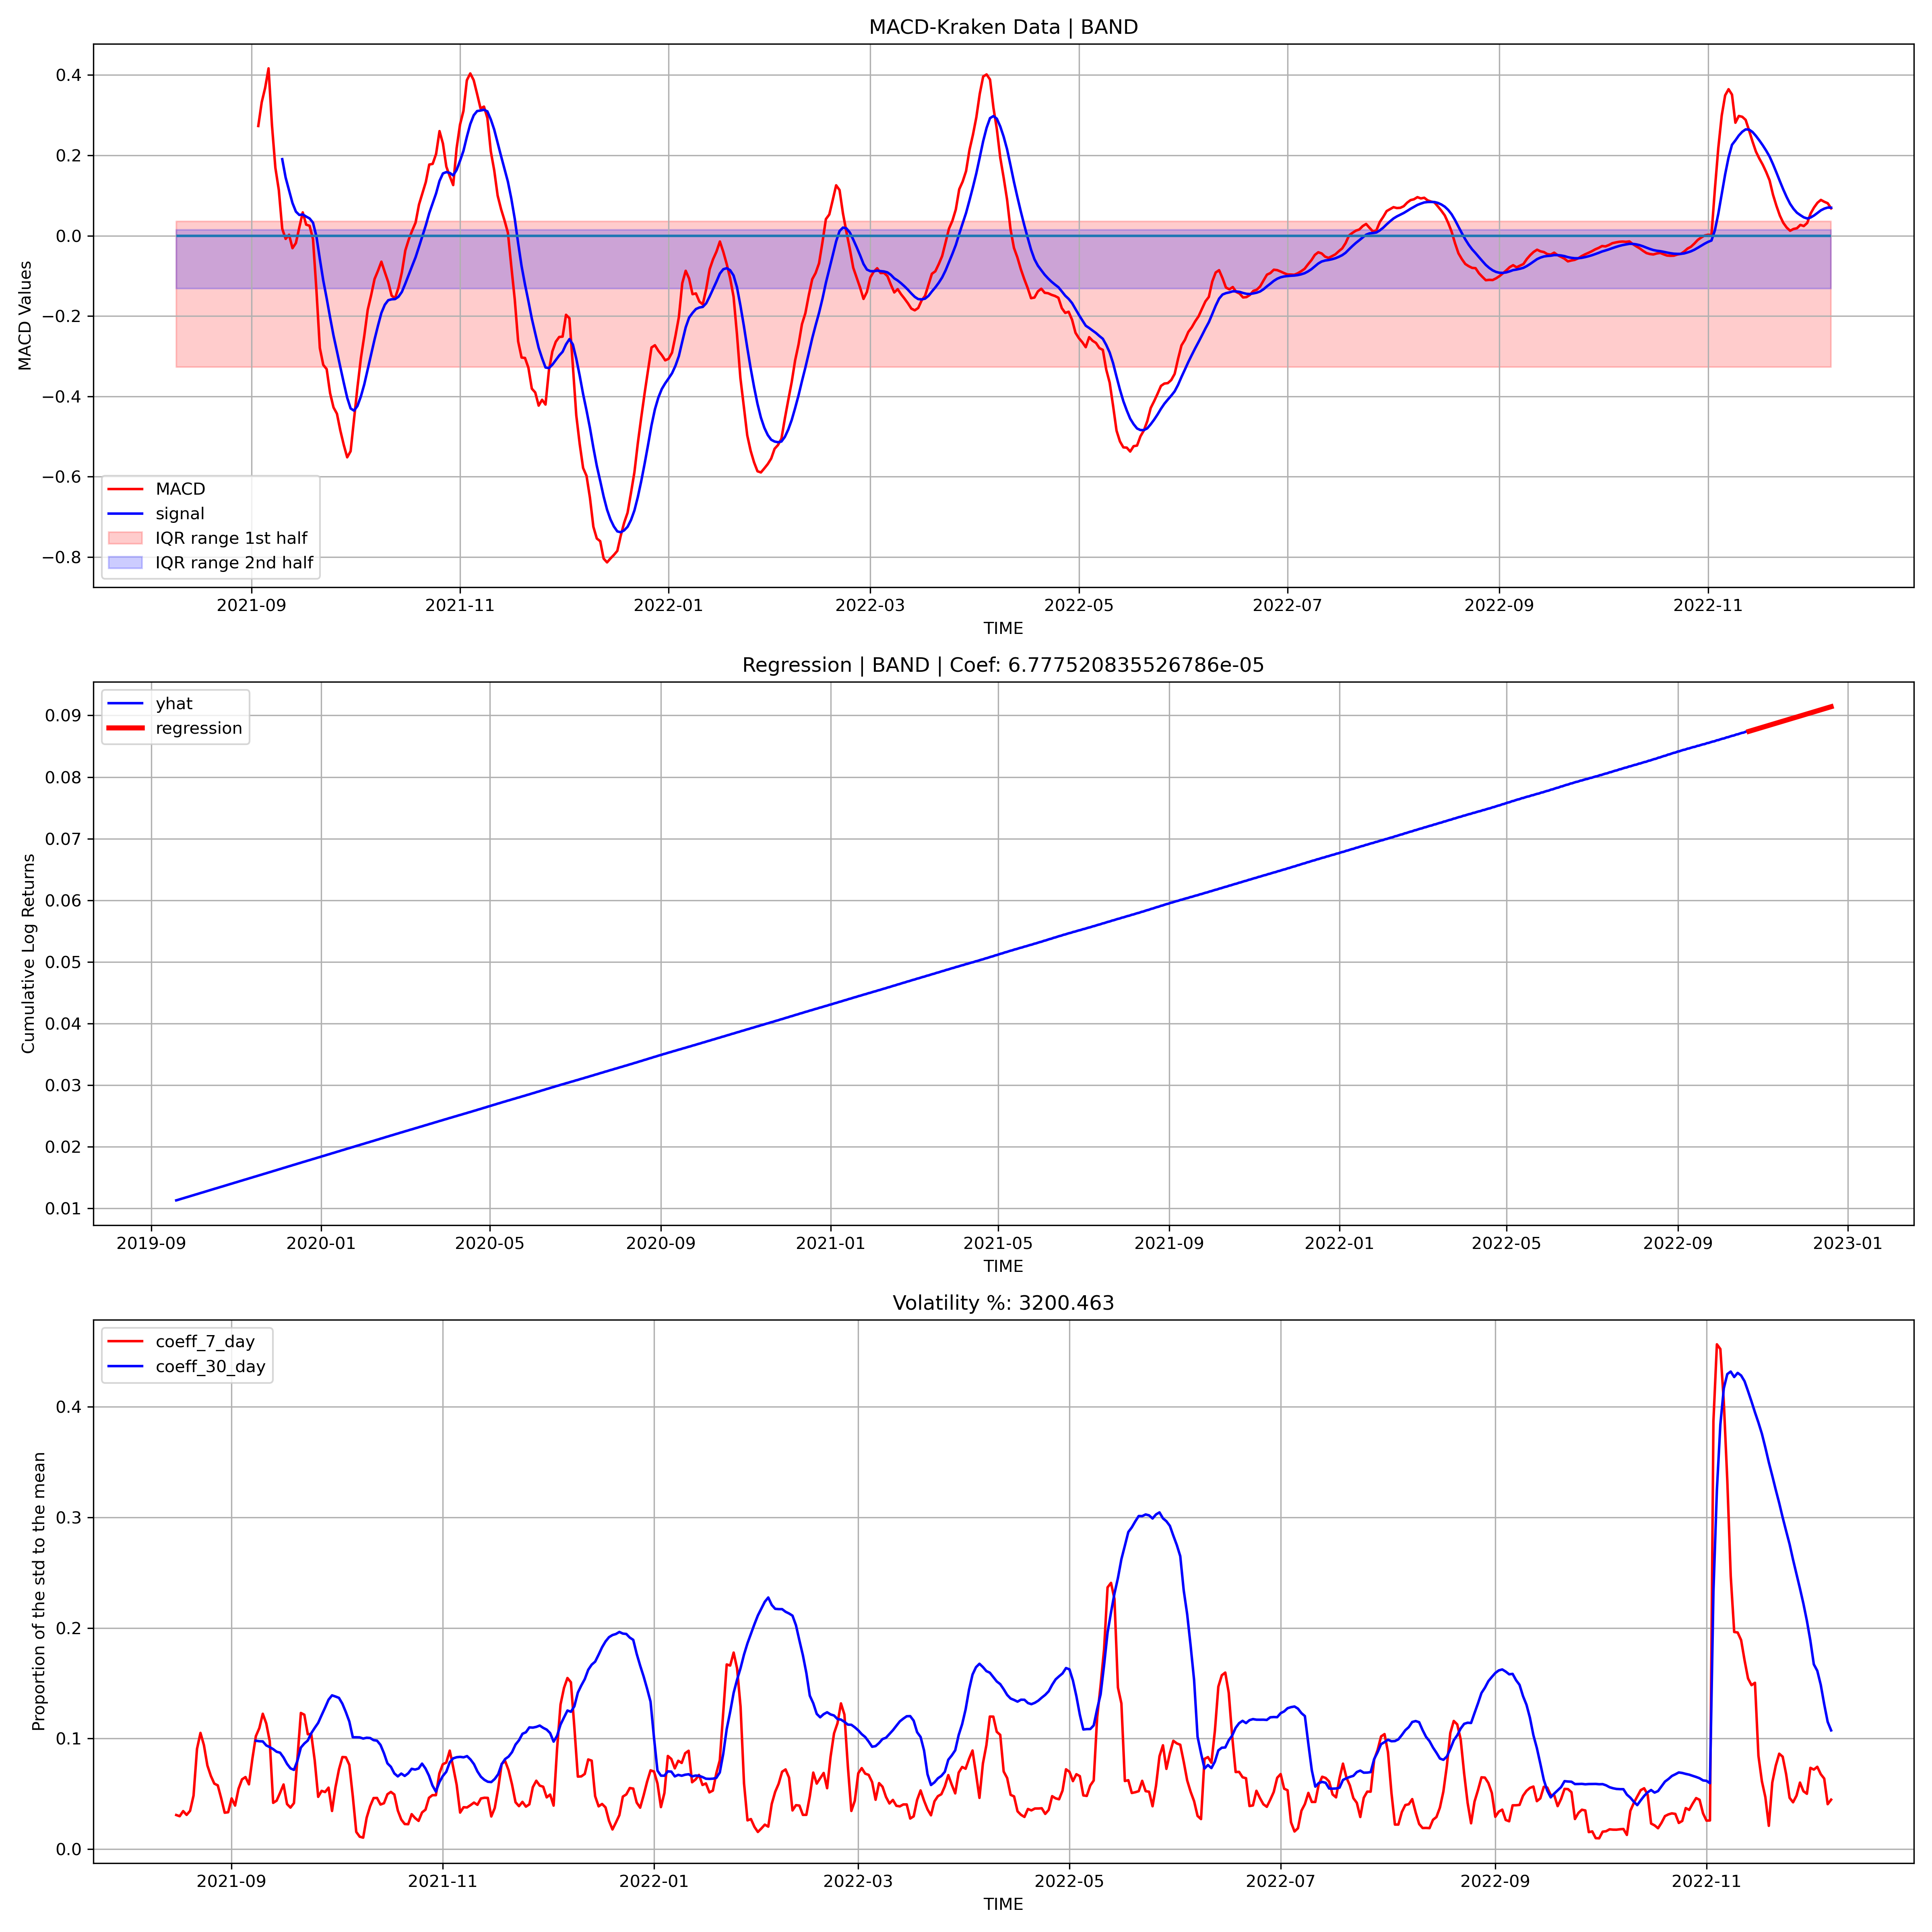 MACD-Kraken Data | BAND
MACD Values
0.4
0.2
0.0
−0.2
−0.4
−0.6
−0.8
MACD
signal
IQR range 1st half
IQR range 2nd half
2021-09 2021-11 2022-01 2022-03 2022-05 2022-07 2022-09 2022-11
TIME
Regression | BAND | Coef: 6.777520835526786e-05
Cumulative Log Returns
yhat
regression
0.09
0.08
0.07
0.06
0.05
0.04
0.03
0.02
0.01
2019-09 2020-01 2020-05 2020-09 2021-01 2021-05 2021-09 2022-01 2022-05 2022-09 2023-01
TIME
Volatility %: 3200.463
Proportion of the std to the mean
coeff_7_day
coeff_30_day
0.4
0.3
0.2
0.1
0.0
2021-09 2021-11 2022-01 2022-03 2022-05 2022-07 2022-09 2022-11
TIME